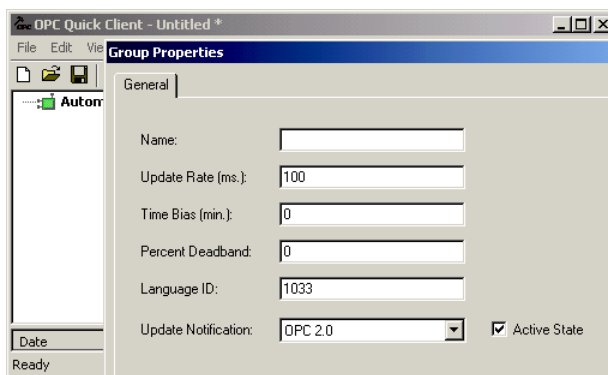 OPC Quick Client - Untitled *
File Edit Vie
Group Properties
General
Autom
Name:
Update Rate (ms.): 100
Time Bias (min.): 0
Percent Deadband: 0
Language ID: 1033
Update Notification: OPC 2.0 Active State
Date
Ready